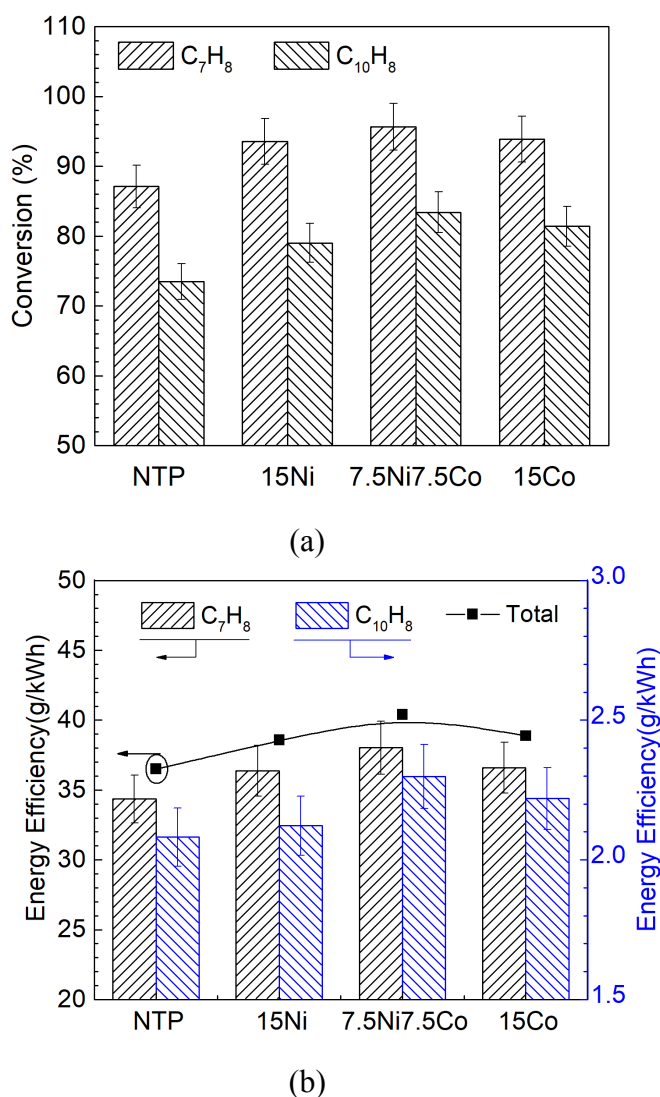 110
100
90
80
70
60
50
Conversion (%)
C₇H₈
C₁₀H₈
NTP
15Ni
7.5Ni7.5Co
15Co
(a)
50
45
40
35
30
25
20
Energy Efficiency(g/kWh)
C₇H₈
C₁₀H₈
Total
3.0
2.5
2.0
1.5
Energy Efficiency(g/kWh)
NTP
15Ni
7.5Ni7.5Co
15Co
(b)